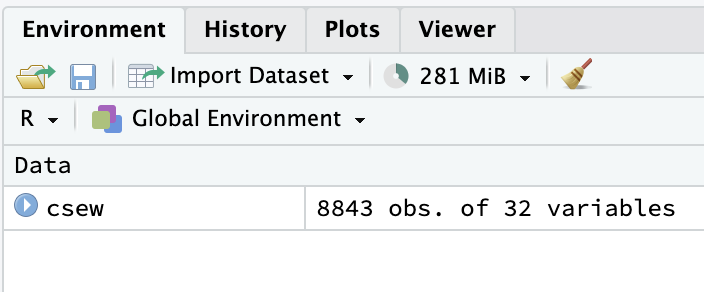 Environment History Plots Viewer
Import Dataset 281 MiB
R Global Environment
Data
csew 8843 obs. of 32 variables